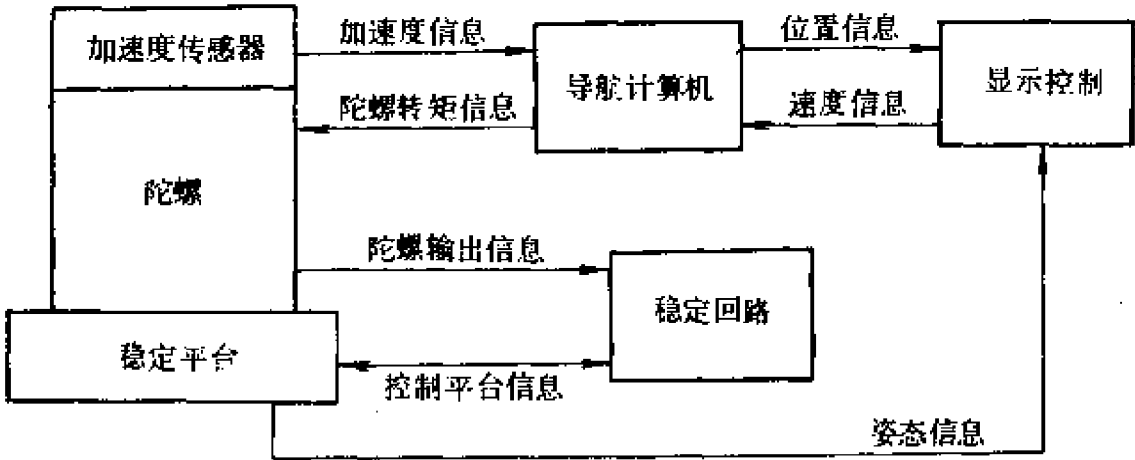 加速度传感器
加速度信息
导航计算机
位置信息
显示控制
陀螺转矩信息
速度信息
陀螺
陀螺输出信息
稳定回路
稳定平台
控制平台信息
姿态信息